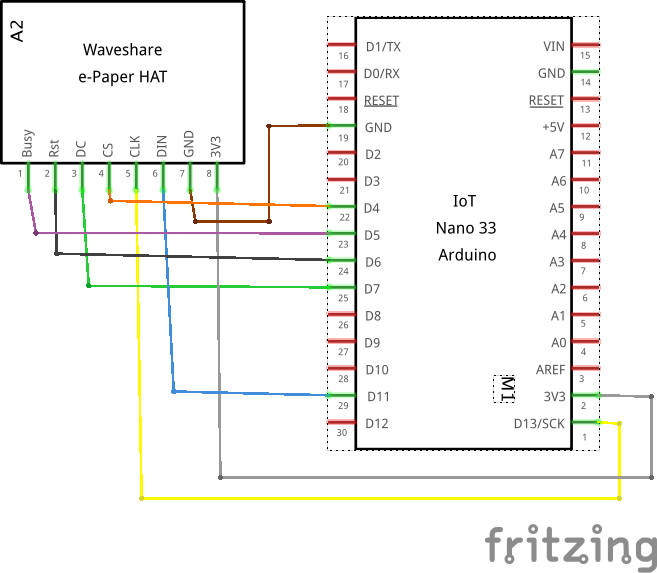 A2
Waveshare
e-Paper HAT
Busy Rst DC CS CLK DIN GND 3V3
1 2 3 4 5 6 7 8
IoT
Nano 33
Arduino
M1
D1/TX
16
D0/RX
17
RESET
18
GND
19
D2
20
D3
21
D4
22
D5
23
D6
24
D7
25
D8
26
D9
27
D10
28
D11
29
D12
30
VIN
15
GND
14
RESET
13
+5V
12
A7
11
A6
10
A5
9
A4
8
A3
7
A2
6
A1
5
A0
4
AREF
3
3V3
2
D13/SCK
1
fritzing